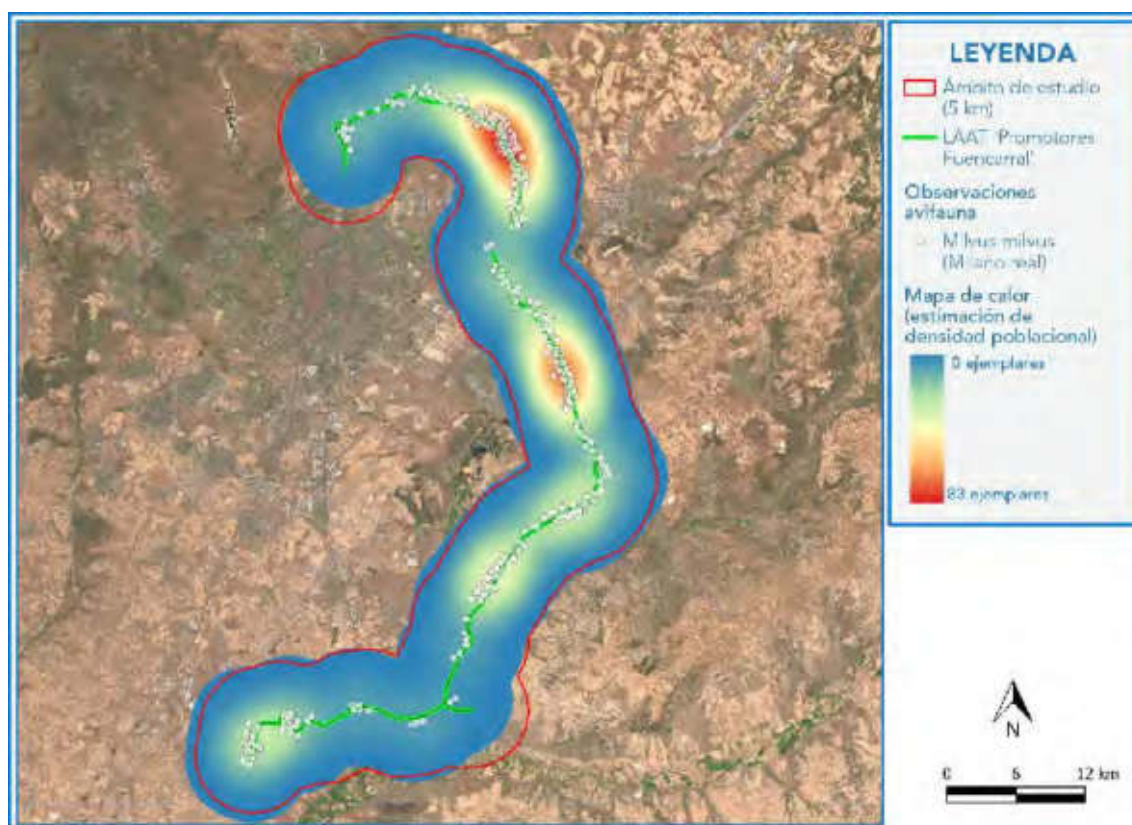 LEYENDA
Ámbito de estudio
(5 km)
LAAT 'Promotores
Fuencarral'
Observaciones
avifauna
Milvus milvus
(Milano real)
Mapa de calor
(estimación de
densidad poblacional)
0 ejemplares
83 ejemplares
N
0 6 12 km